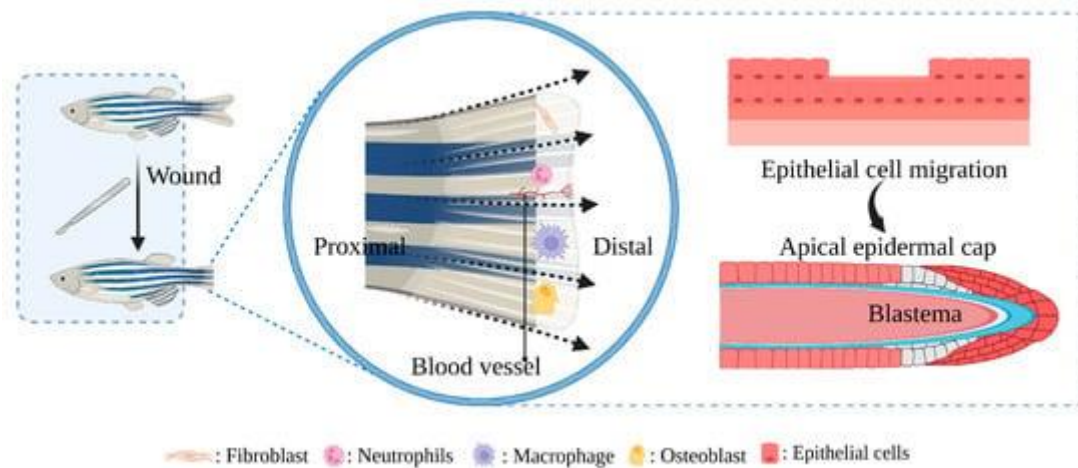 Wound
Proximal
Distal
Blood vessel
Epithelial cell migration
Apical epidermal cap
Blastema
: Fibroblast : Neutrophils : Macrophage : Osteoblast : Epithelial cells